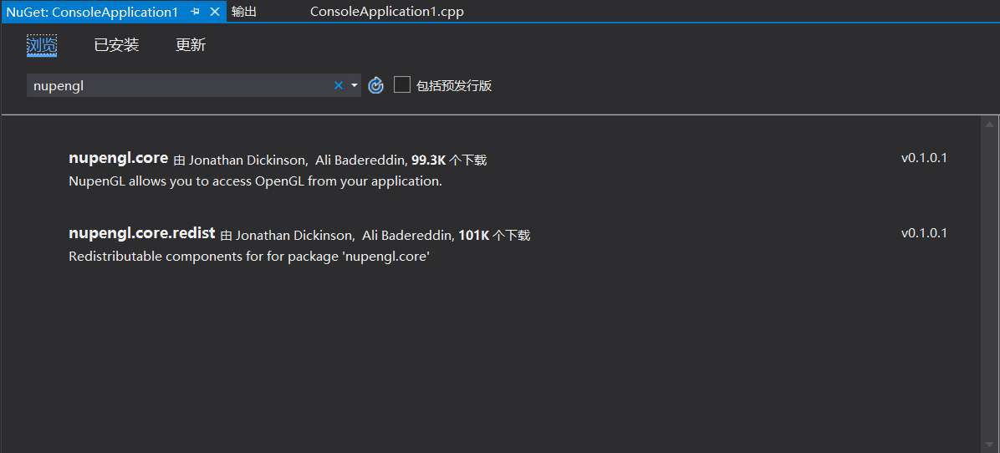 NuGet: ConsoleApplication1 输出 ConsoleApplication1.cpp
浏览 已安装 更新
nupengl 包括预发行版
nupengl.core 由 Jonathan Dickinson, Ali Badereddin, 99.3K 个下载 v0.1.0.1
NupenGL allows you to access OpenGL from your application.
nupengl.core.redist 由 Jonathan Dickinson, Ali Badereddin, 101K 个下载 v0.1.0.1
Redistributable components for for package 'nupengl.core'